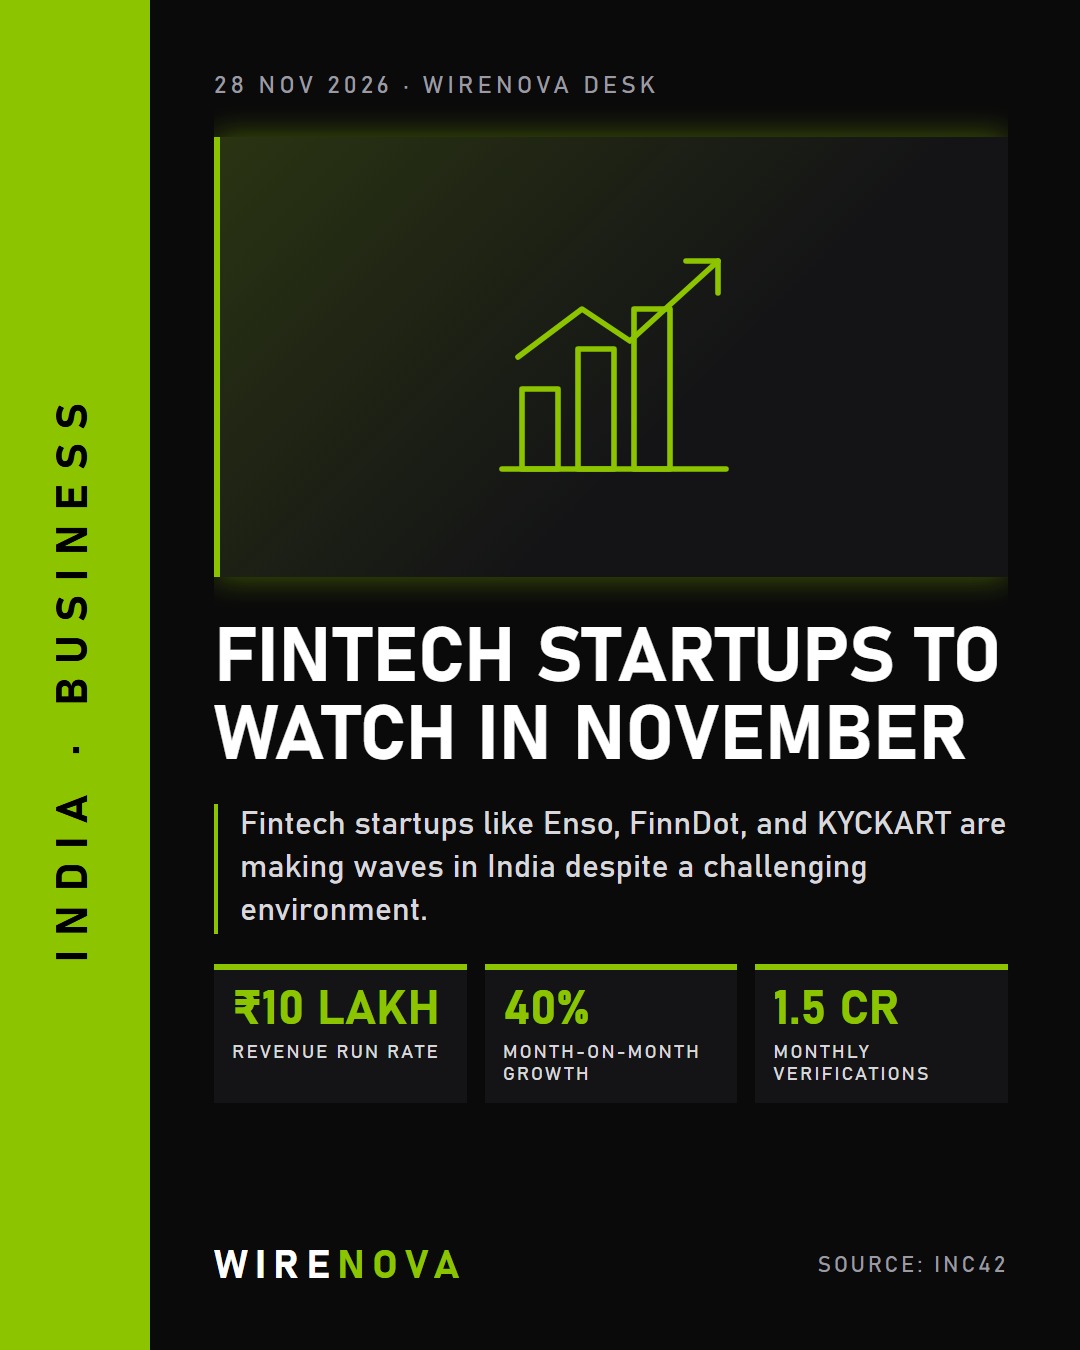 INDIA · BUSINESS
28 NOV 2026 · WIRENOVA DESK
FINTECH STARTUPS TO
WATCH IN NOVEMBER
Fintech startups like Enso, FinnDot, and KYCKART are
making waves in India despite a challenging
environment.
₹10 LAKH
REVENUE RUN RATE
40%
MONTH-ON-MONTH
GROWTH
1.5 CR
MONTHLY
VERIFICATIONS
WIRENOVA
SOURCE: INC42